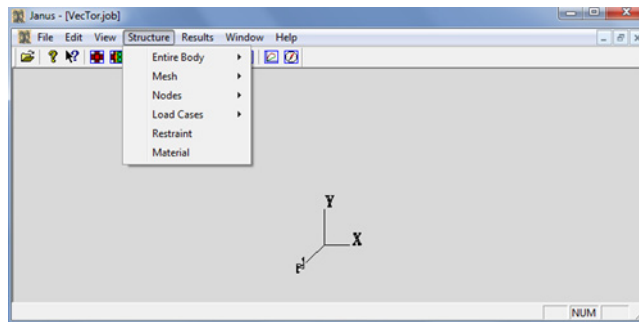 Janus - [VecTor.job]
File Edit View Structure Results Window Help
Entire Body
Mesh
Nodes
Load Cases
Restraint
Material
Y
X
NUM